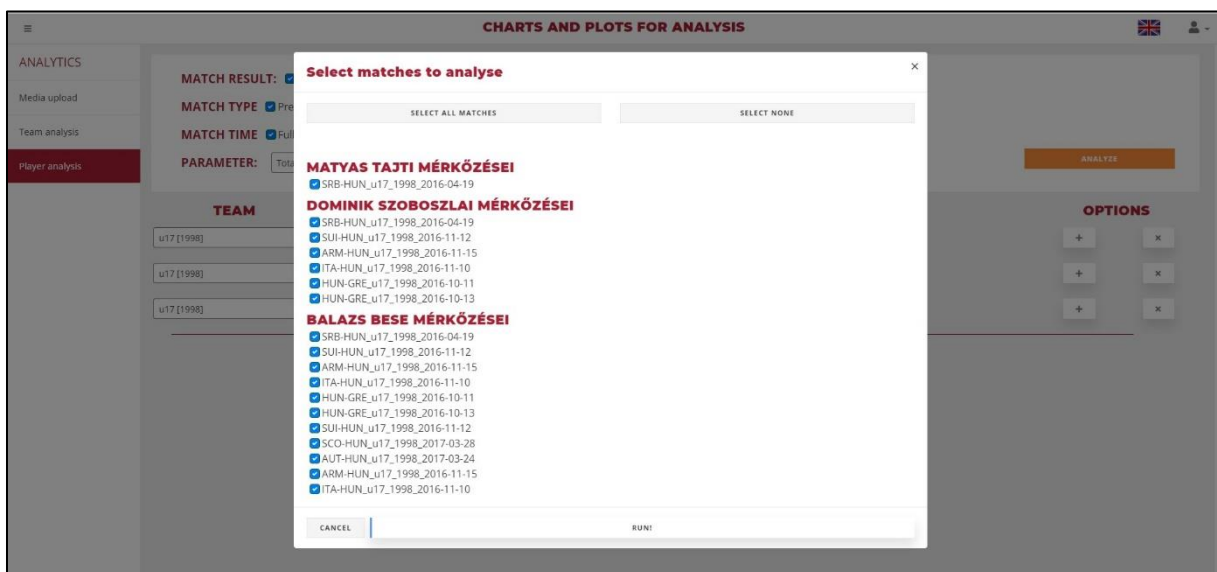 CHARTS AND PLOTS FOR ANALYSIS
ANALYTICS
Media upload
Team analysis
Player analysis
MATCH RESULT:
MATCH TYPE Pre
MATCH TIME Full
PARAMETER: Tota
ANALYZE
TEAM
OPTIONS
u17 [1998]
+ ×
u17 [1998]
+ ×
u17 [1998]
+ ×
Select matches to analyse ×
SELECT ALL MATCHES SELECT NONE
MATYAS TAJTI MÉRKŐZÉSEI
SRB-HUN_u17_1998_2016-04-19
DOMINIK SZOBOSZLAI MÉRKŐZÉSEI
SRB-HUN_u17_1998_2016-04-19
SUI-HUN_u17_1998_2016-11-12
ARM-HUN_u17_1998_2016-11-15
ITA-HUN_u17_1998_2016-11-10
HUN-GRE_u17_1998_2016-10-11
HUN-GRE_u17_1998_2016-10-13
BALAZS BESE MÉRKŐZÉSEI
SRB-HUN_u17_1998_2016-04-19
SUI-HUN_u17_1998_2016-11-12
ARM-HUN_u17_1998_2016-11-15
ITA-HUN_u17_1998_2016-11-10
HUN-GRE_u17_1998_2016-10-11
HUN-GRE_u17_1998_2016-10-13
SUI-HUN_u17_1998_2016-11-12
SCO-HUN_u17_1998_2017-03-28
AUT-HUN_u17_1998_2017-03-24
ARM-HUN_u17_1998_2016-11-15
ITA-HUN_u17_1998_2016-11-10
CANCEL RUN!